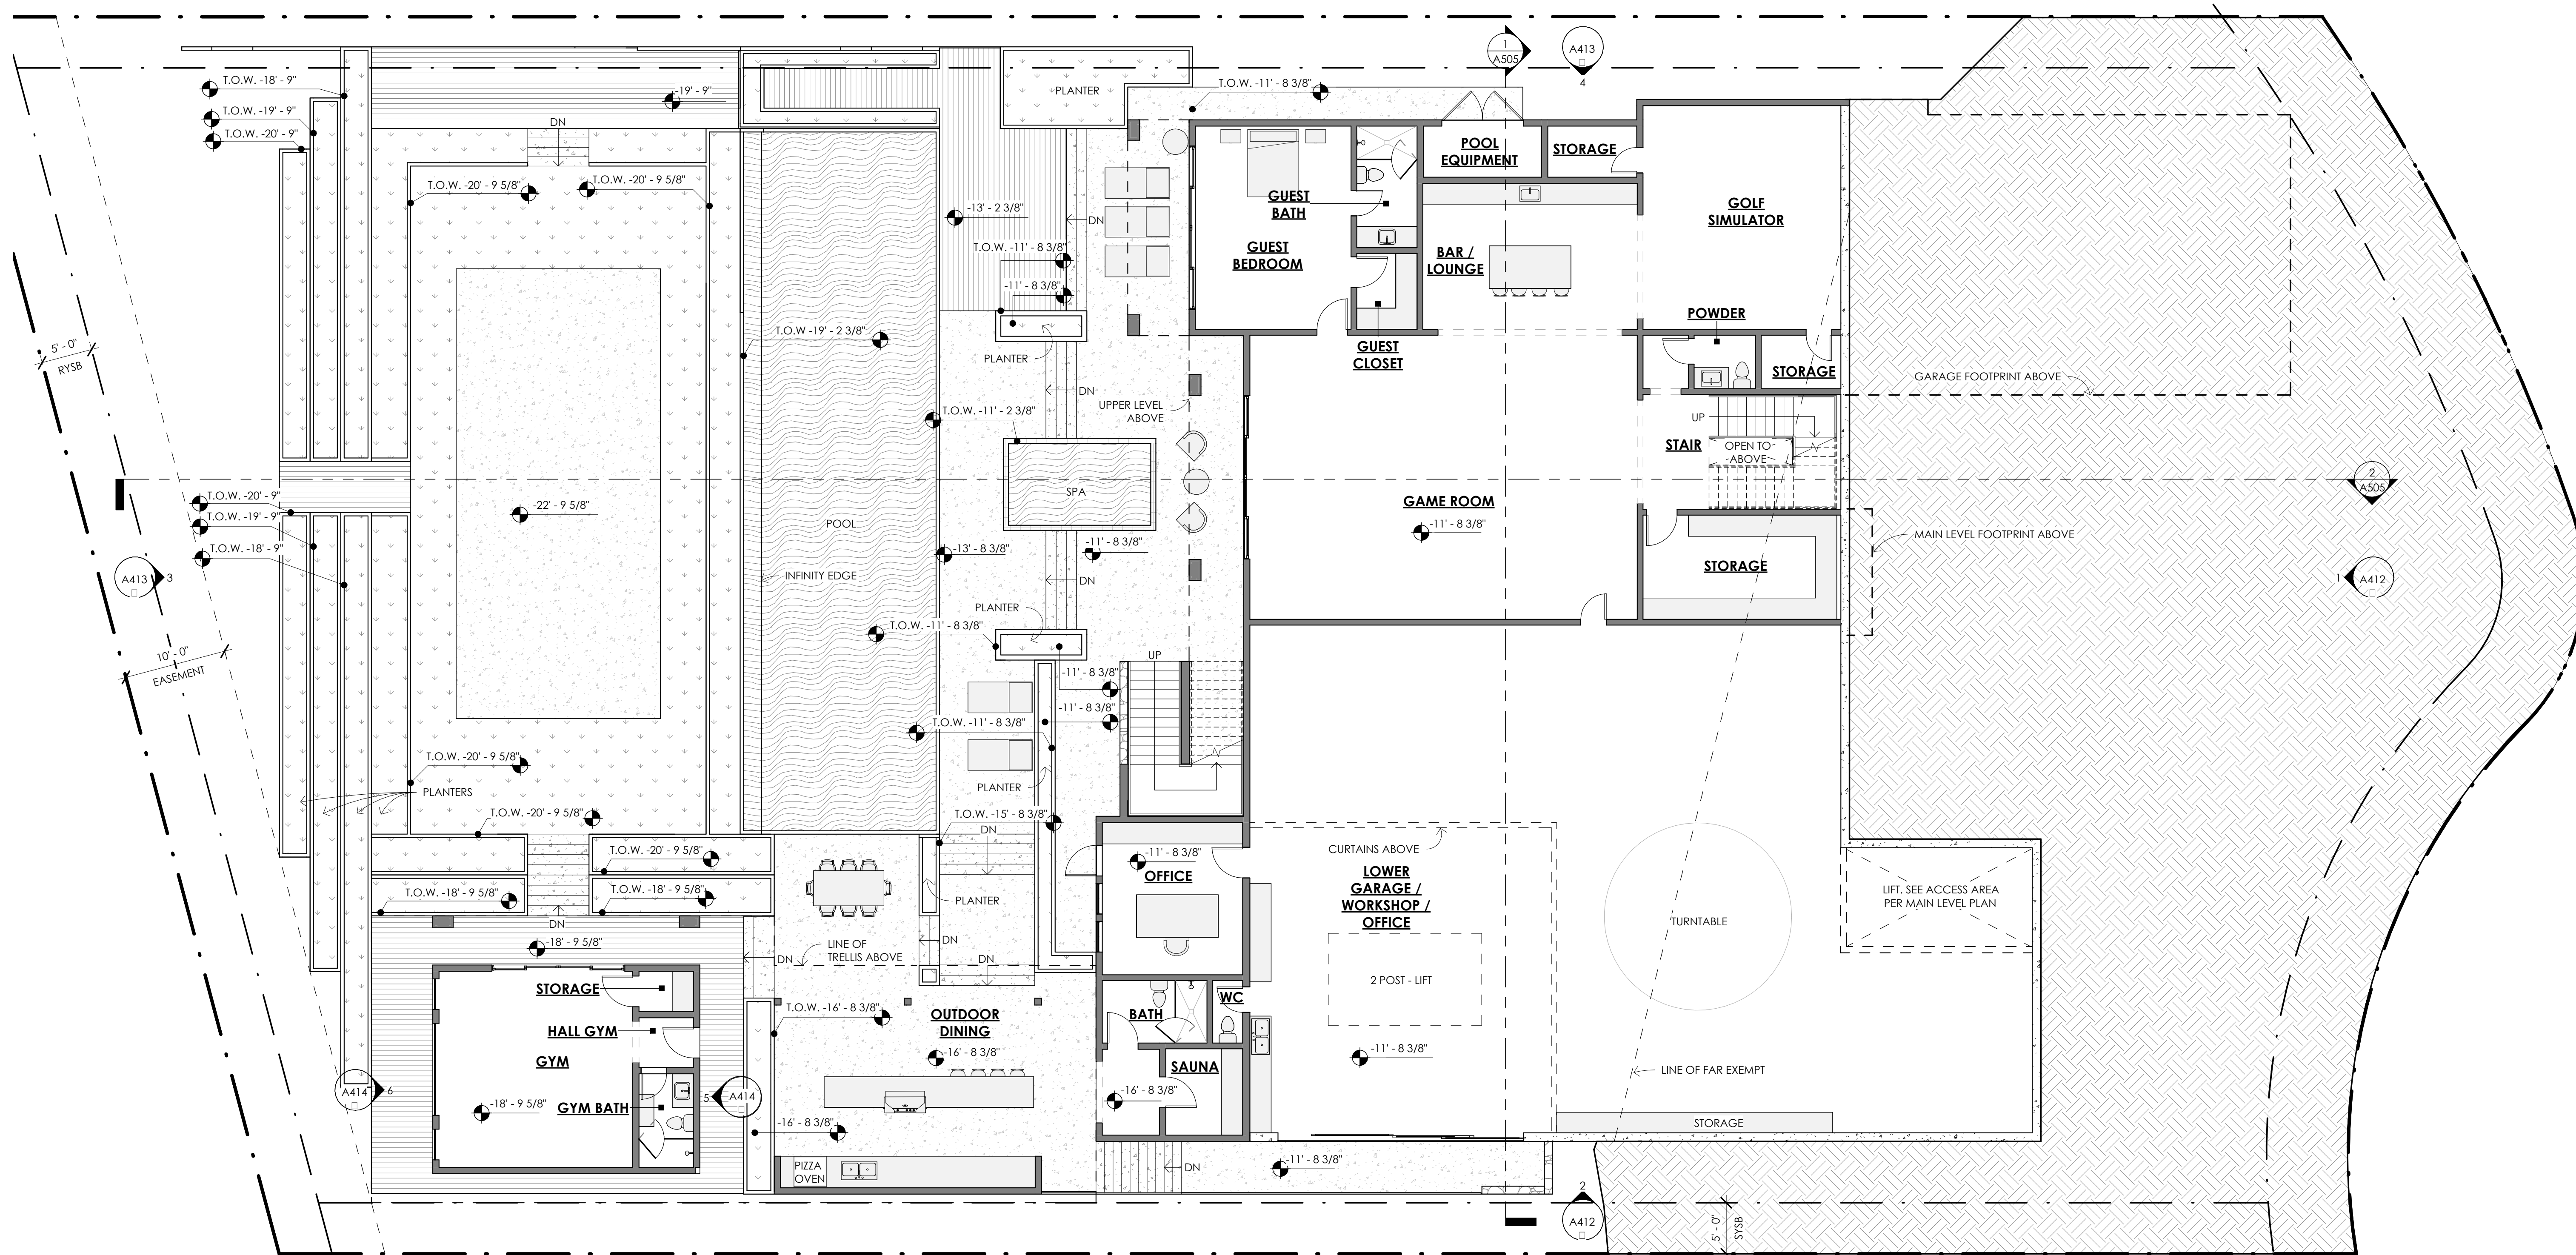 1
A505
A413
4
T.O.W. -18' - 9"
T.O.W. -19' - 9"
T.O.W. -20' - 9"
-19' - 9"
PLANTER
T.O.W. -11' - 8 3/8"
DN
POOL
EQUIPMENT
STORAGE
T.O.W. -20' - 9 5/8"
T.O.W. -20' - 9 5/8"
-13' - 2 3/8"
DN
GUEST
BATH
GOLF
SIMULATOR
T.O.W. -11' - 8 3/8"
GUEST
BEDROOM
BAR /
LOUNGE
-11' - 8 3/8"
POWDER
T.O.W -19' - 2 3/8"
5' - 0"
RYSB
PLANTER
GUEST
CLOSET
STORAGE
GARAGE FOOTPRINT ABOVE
DN
UPPER LEVEL
ABOVE
T.O.W. -11' - 2 3/8"
UP
STAIR
OPEN TO
ABOVE
2
A505
SPA
GAME ROOM
T.O.W. -20' - 9"
-22' - 9 5/8"
T.O.W. -19' - 9"
POOL
-11' - 8 3/8"
MAIN LEVEL FOOTPRINT ABOVE
T.O.W. -18' - 9"
-13' - 8 3/8"
-11' - 8 3/8"
STORAGE
A413
3
INFINITY EDGE
DN
1
A412
PLANTER
T.O.W. -11' - 8 3/8"
10' - 0"
EASEMENT
UP
-11' - 8 3/8"
-11' - 8 3/8"
T.O.W. -11' - 8 3/8"
T.O.W. -20' - 9 5/8"
PLANTERS
PLANTER
T.O.W. -20' - 9 5/8"
T.O.W. -15' - 8 3/8"
DN
T.O.W. -20' - 9 5/8"
-11' - 8 3/8"
OFFICE
CURTAINS ABOVE
LOWER
GARAGE /
WORKSHOP /
OFFICE
LIFT. SEE ACCESS AREA
PER MAIN LEVEL PLAN
T.O.W. -18' - 9 5/8"
T.O.W. -18' - 9 5/8"
PLANTER
TURNTABLE
DN
-18' - 9 5/8"
LINE OF
TRELLIS ABOVE
DN
DN
DN
2 POST - LIFT
STORAGE
WC
T.O.W. -16' - 8 3/8"
OUTDOOR
DINING
BATH
HALL GYM
GYM
-16' - 8 3/8"
-11' - 8 3/8"
SAUNA
LINE OF FAR EXEMPT
A414
6
5
A414
-16' - 8 3/8"
-18' - 9 5/8"
GYM BATH
-16' - 8 3/8"
STORAGE
PIZZA
OVEN
DN
-11' - 8 3/8"
2
A412
5' - 0"
SYSB